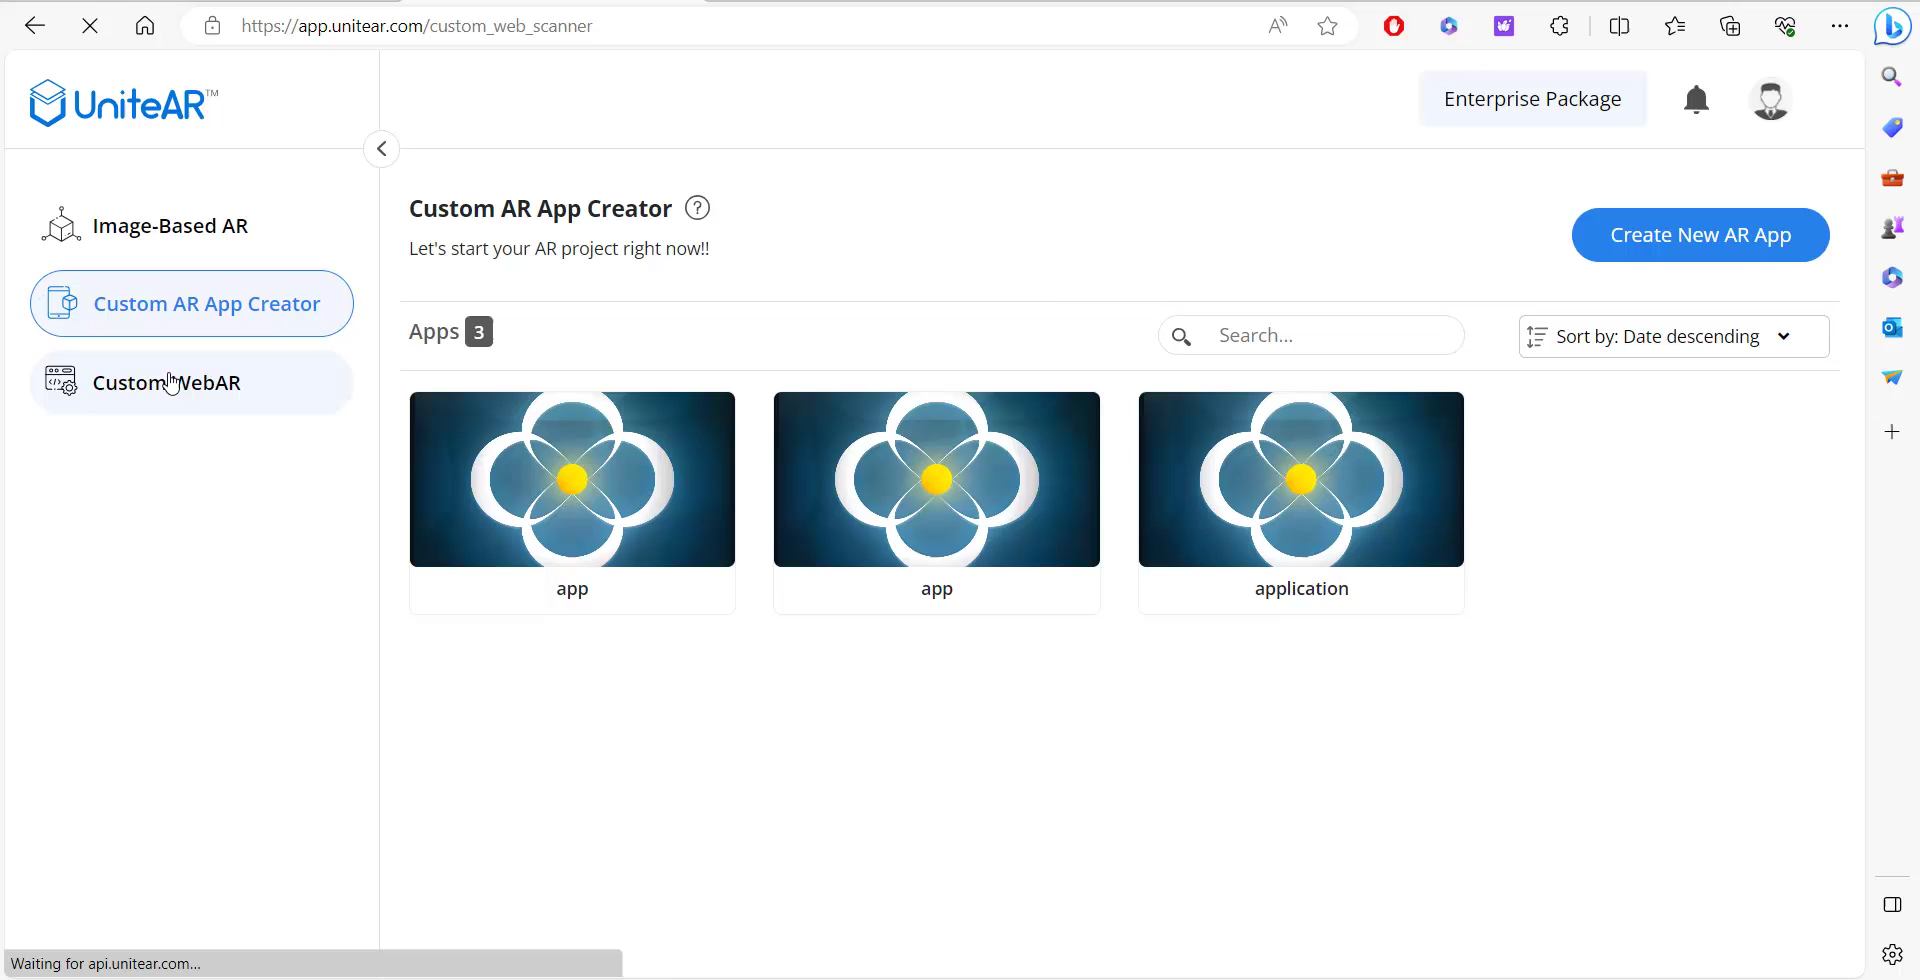 https://app.unitear.com/custom_web_scanner
UniteAR™
Enterprise Package
Image-Based AR
Custom AR App Creator
Custom WebAR
Custom AR App Creator ?
Let's start your AR project right now!!
Create New AR App
Apps 3
Search...
Sort by: Date descending
app
app
application
Waiting for api.unitear.com...